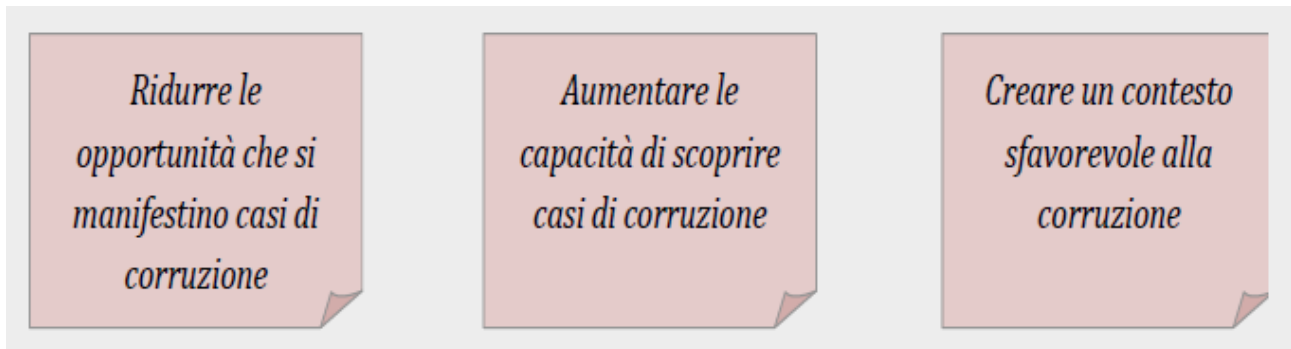 Ridurre le
opportunità che si
manifestino casi di
corruzione
Aumentare le
capacità di scoprire
casi di corruzione
Creare un contesto
sfavorevole alla
corruzione